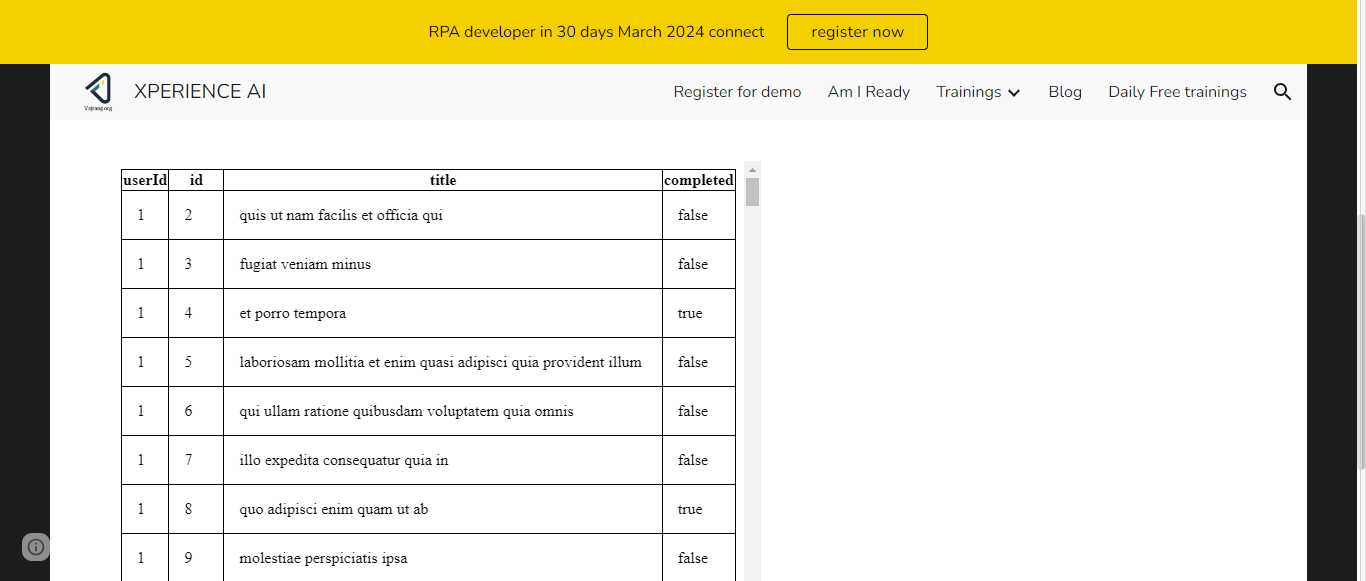 RPA developer in 30 days March 2024 connect register now
XPERIENCE AI Register for demo Am I Ready Trainings Blog Daily Free trainings
userId id title completed
1 2 quis ut nam facilis et officia qui false
1 3 fugiat veniam minus false
1 4 et porro tempora true
1 5 laboriosam mollitia et enim quasi adipisci quia provident illum false
1 6 qui ullam ratione quibusdam voluptatem quia omnis false
1 7 illo expedita consequatur quia in false
1 8 quo adipisci enim quam ut ab true
1 9 molestiae perspiciatis ipsa false